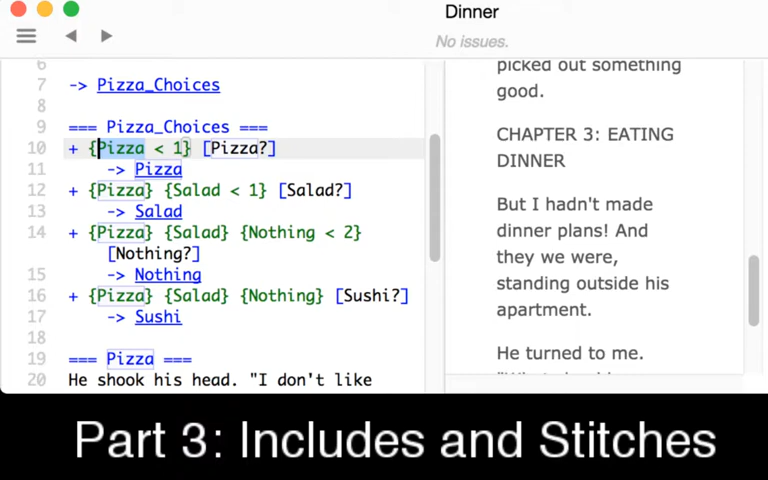 Dinner
No issues.
6
7 -> Pizza_Choices
8
9 === Pizza_Choices ===
10 + {Pizza < 1} [Pizza?]
11 -> Pizza
12 + {Pizza} {Salad < 1} [Salad?]
13 -> Salad
14 + {Pizza} {Salad} {Nothing < 2}
[Nothing?]
15 -> Nothing
16 + {Pizza} {Salad} {Nothing} [Sushi?]
17 -> Sushi
18
19 === Pizza ===
20 He shook his head. "I don't like
picked out something
good.
CHAPTER 3: EATING
DINNER
But I hadn't made
dinner plans! And
they we were,
standing outside his
apartment.
He turned to me.
Part 3: Includes and Stitches